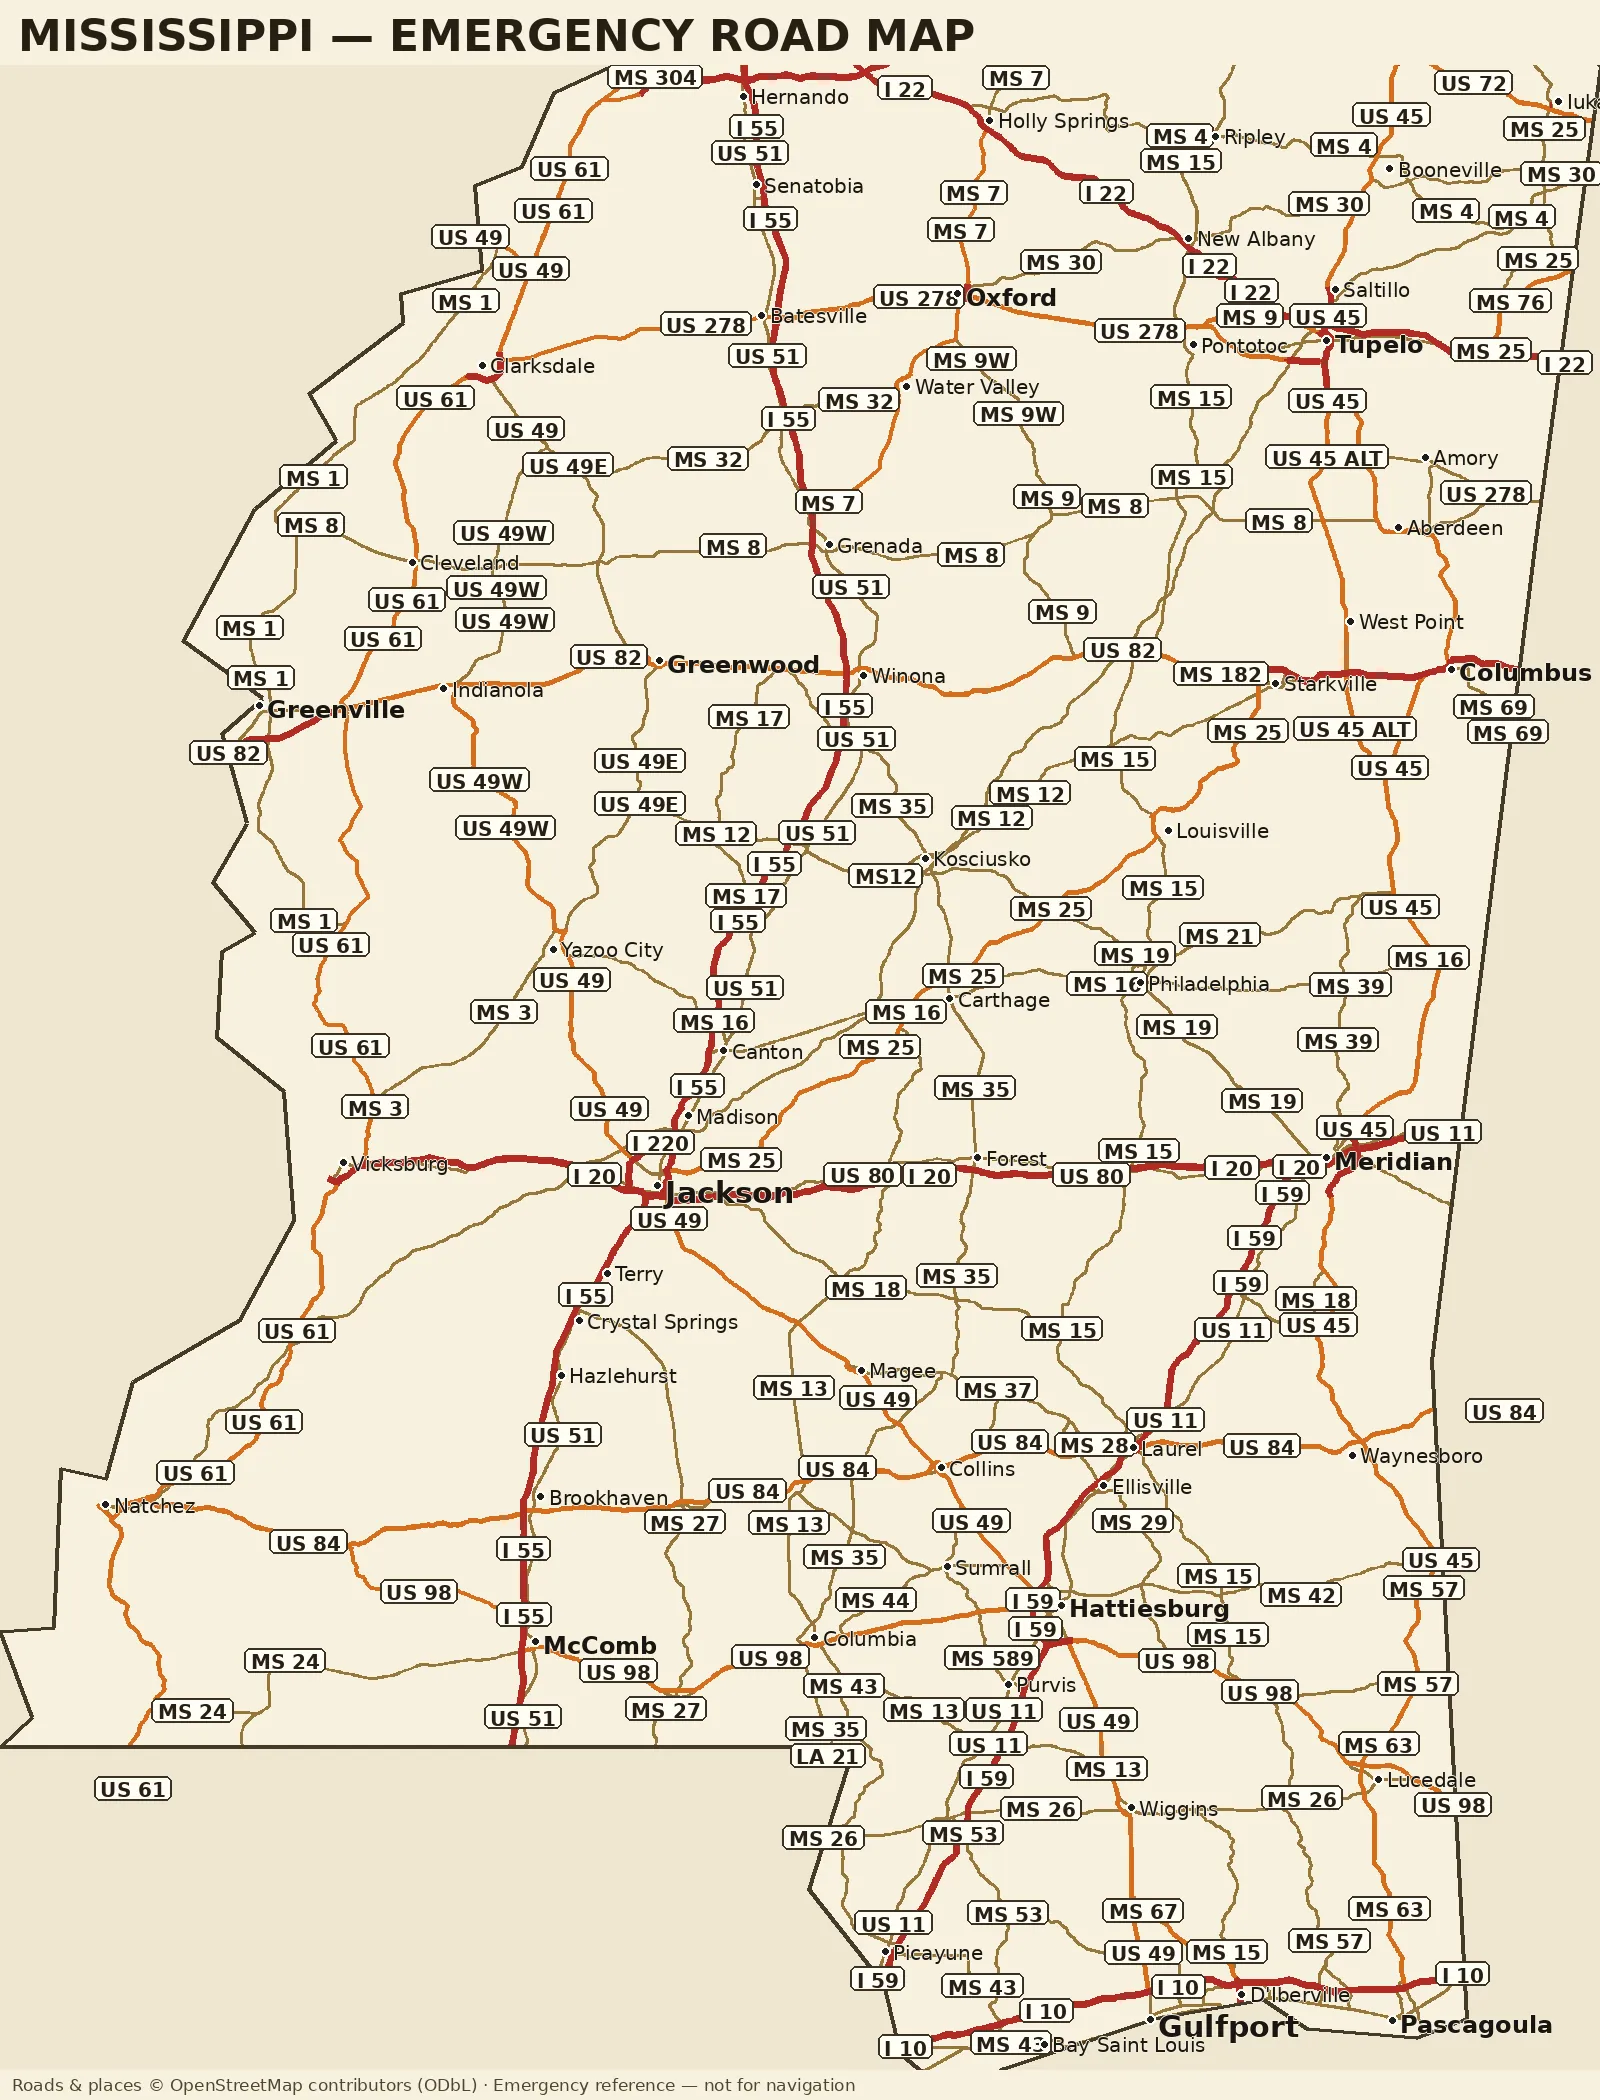 MISSISSIPPI — EMERGENCY ROAD MAP
MS 304
I 22
MS 7
US 72
Hernando
Holly Springs
US 45
MS 25
I 55
US 51
MS 4
Ripley
MS 15
MS 4
Booneville
MS 30
US 61
Senatobia
MS 7
I 22
MS 30
MS 4
MS 4
US 61
I 55
MS 7
US 49
New Albany
US 49
MS 30
I 22
MS 25
MS 1
US 278
Oxford
I 22
Saltillo
MS 76
US 278
Batesville
US 278
MS 9
US 45
Pontotoc
Tupelo
MS 25
I 22
US 51
MS 9W
Clarksdale
Water Valley
US 61
MS 32
MS 9W
MS 15
US 45
US 49
I 55
US 49E
MS 32
US 45 ALT
Amory
MS 1
MS 15
US 278
MS 7
MS 9
MS 8
MS 8
MS 8
Aberdeen
US 49W
MS 8
Grenada
MS 8
Cleveland
US 49W
US 51
US 61
MS 1
US 49W
MS 9
West Point
US 61
US 82
Greenwood
US 82
MS 1
Indianola
Winona
MS 182
Starkville
Columbus
Greenville
MS 17
I 55
MS 69
US 82
US 51
MS 25
US 45 ALT
MS 69
US 49E
MS 15
US 45
US 49W
US 49E
MS 35
MS 12
MS 12
US 49W
MS 12
US 51
Louisville
I 55
Kosciusko
MS12
MS 17
MS 15
MS 1
I 55
MS 25
US 45
US 61
Yazoo City
MS 21
MS 19
MS 16
US 49
US 51
MS 25
MS 16
Philadelphia
MS 39
Carthage
MS 3
MS 16
MS 16
MS 19
US 61
Canton
MS 25
MS 39
I 55
MS 35
MS 3
US 49
Madison
MS 19
I 220
US 45
US 11
Vicksburg
MS 25
Forest
MS 15
Meridian
I 20
US 80
I 20
US 80
I 20
I 20
Jackson
I 59
US 49
I 59
Terry
MS 18
MS 35
I 59
I 55
MS 18
Crystal Springs
US 61
MS 15
US 11
US 45
Hazlehurst
Magee
MS 13
US 49
MS 37
US 84
US 61
US 51
US 11
US 84
MS 28
Laurel
US 84
Waynesboro
US 61
US 84
Collins
Ellisville
Natchez
Brookhaven
US 84
MS 27
MS 13
US 49
MS 29
US 84
I 55
MS 35
Sumrall
US 45
MS 15
US 98
MS 44
MS 42
MS 57
I 55
I 59
Hattiesburg
McComb
Columbia
I 59
MS 15
MS 24
US 98
US 98
MS 589
US 98
MS 43
Purvis
US 98
MS 57
MS 24
MS 27
MS 13
US 11
US 51
MS 35
US 49
LA 21
US 11
MS 63
US 61
I 59
MS 13
Lucedale
MS 26
Wiggins
MS 26
US 98
MS 26
MS 53
US 11
MS 53
MS 67
MS 63
Picayune
US 49
MS 15
MS 57
I 59
MS 43
I 10
D'Iberville
I 10
I 10
Gulfport
Pascagoula
I 10
MS 43
Bay Saint Louis
Roads & places © OpenStreetMap contributors (ODbL) · Emergency reference — not for navigation